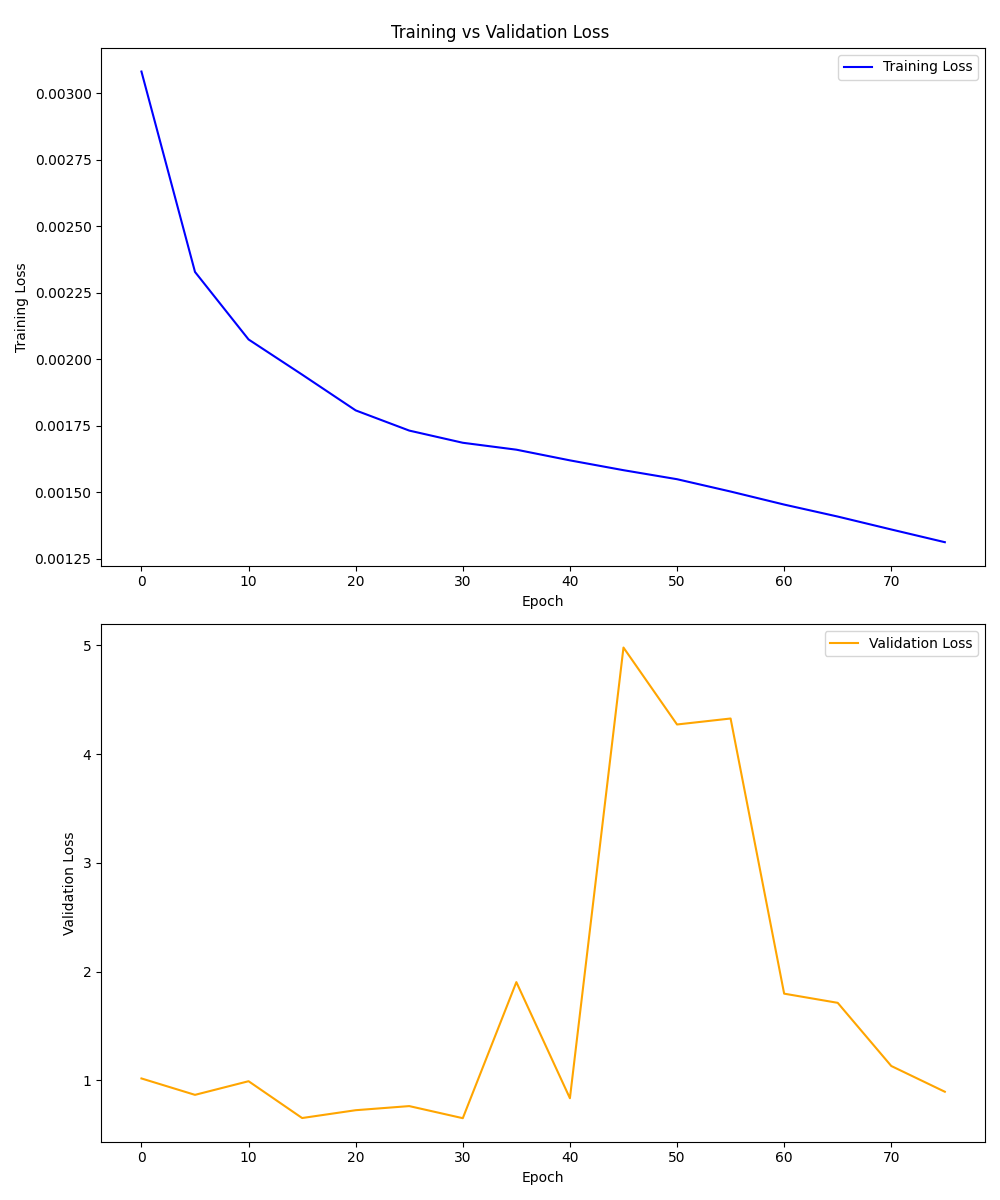 Training vs Validation Loss
Training Loss
0.00300
0.00275
0.00250
0.00225
0.00200
0.00175
0.00150
0.00125
Training Loss
0 10 20 30 40 50 60 70
Epoch
Validation Loss
5
4
3
2
1
Validation Loss
0 10 20 30 40 50 60 70
Epoch